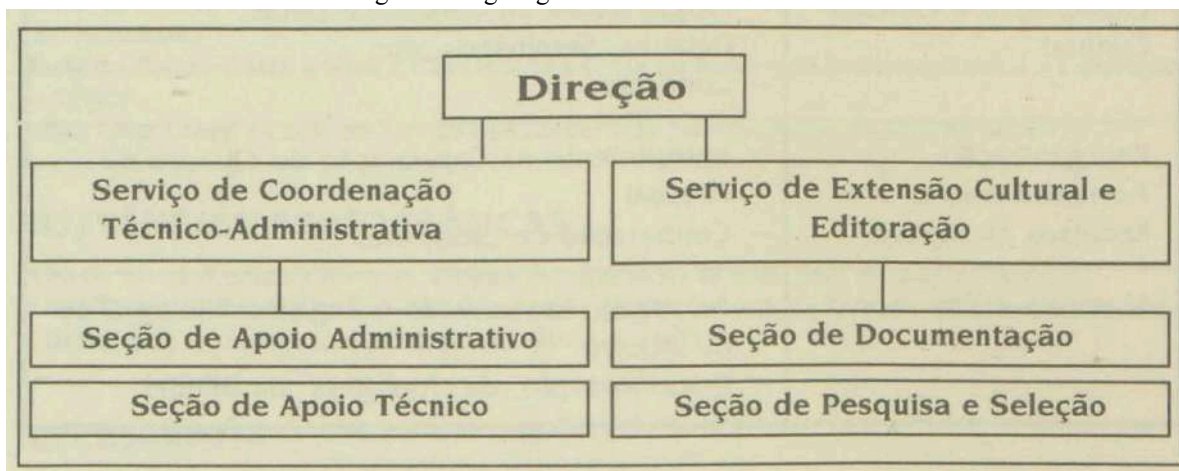 Direção
Serviço de Coordenação
Técnico-Administrativa
Serviço de Extensão Cultural e
Editoração
Seção de Apoio Administrativo
Seção de Documentação
Seção de Apoio Técnico
Seção de Pesquisa e Seleção